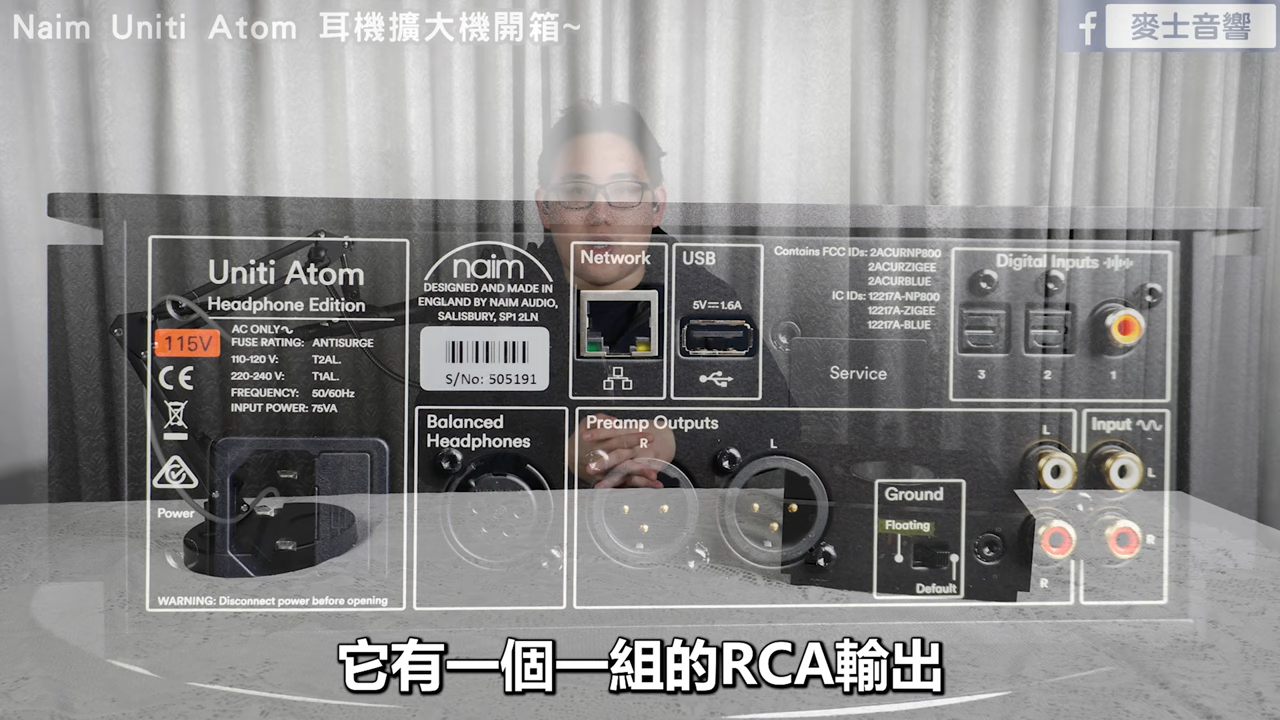 Naim Uniti Atom 耳機擴大機開箱~
f 麥士音響
Uniti Atom
Headphone Edition
115V
AC ONLY~
FUSE RATING: ANTISURGE
110-120 V: T2AL.
220-240 V: T1AL.
FREQUENCY: 50/60Hz
INPUT POWER: 75VA
CE
Power
WARNING: Disconnect power before opening
naim
DESIGNED AND MADE IN
ENGLAND BY NAIM AUDIO,
SALISBURY, SP1 2LN
S/No: 505191
Network
USB
5V⎓1.6A
Contains FCC IDs: 2ACURNP800
2ACURZIGEE
2ACURBLUE
IC IDs: 12217A-NP800
12217A-ZIGEE
12217A-BLUE
Service
Digital Inputs
3 2 1
Balanced
Headphones
Preamp Outputs
R L
Ground
Floating
Default
L
R
Input
L
R
它有一個一組的RCA輸出